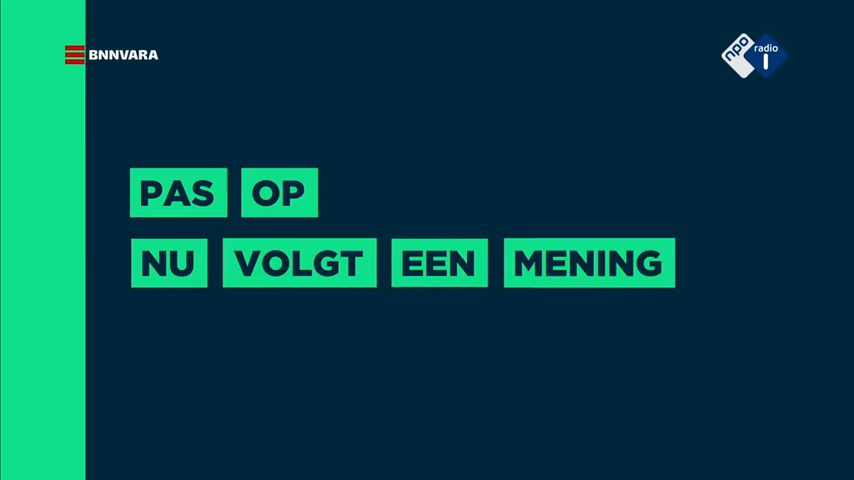 BNNVARA
npo radio 1
PAS OP
NU VOLGT EEN MENING